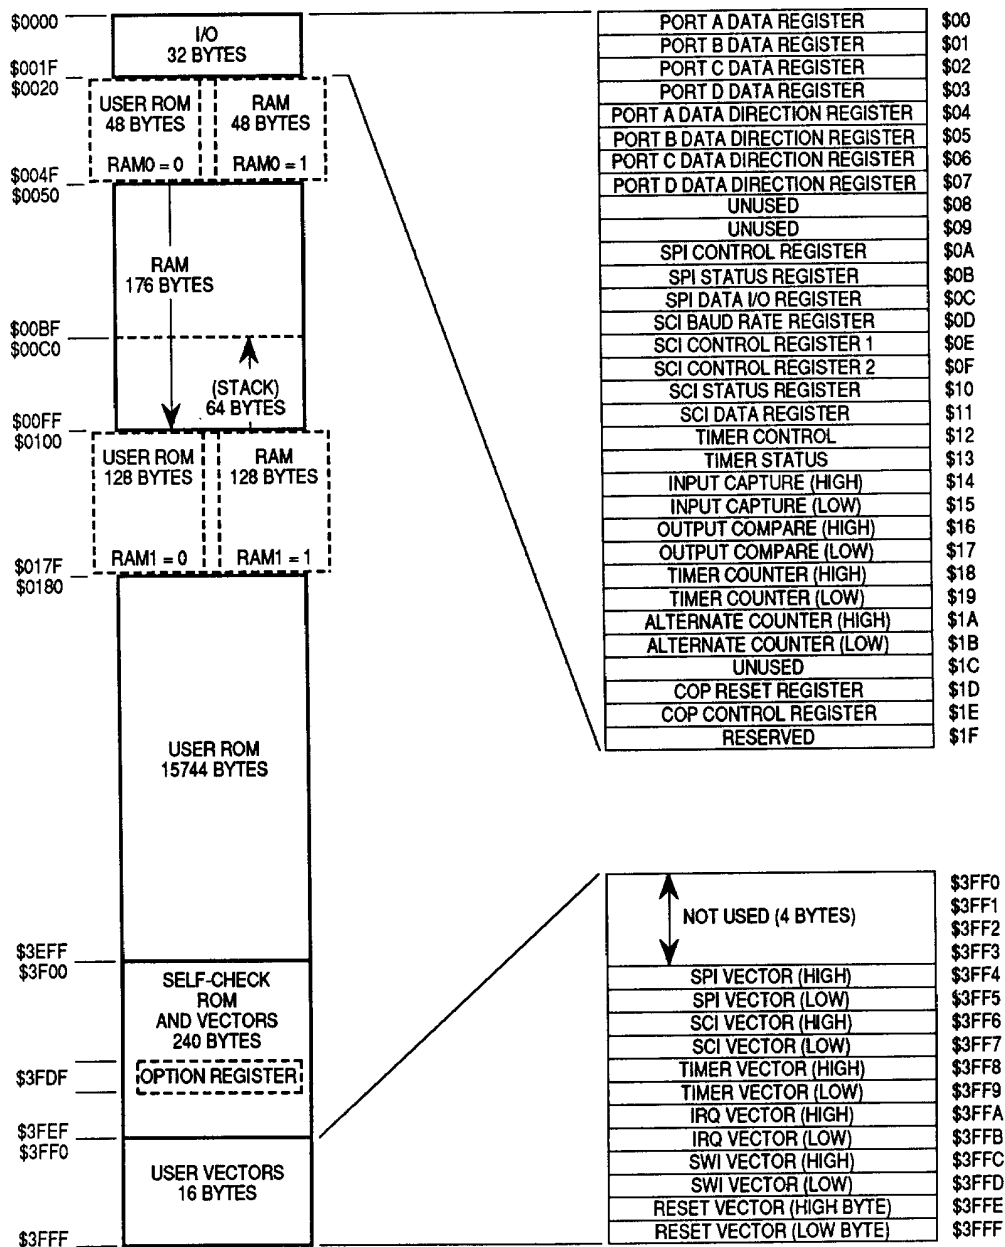 $0000
I/O
32 BYTES
$001F
$0020
USER ROM
48 BYTES
RAM0 = 0
RAM
48 BYTES
RAM0 = 1
$004F
$0050
RAM
176 BYTES
$00BF
$00C0
(STACK)
64 BYTES
$00FF
$0100
USER ROM
128 BYTES
RAM1 = 0
RAM
128 BYTES
RAM1 = 1
$017F
$0180
USER ROM
15744 BYTES
$3EFF
$3F00
SELF-CHECK
ROM
AND VECTORS
240 BYTES
$3FDF
OPTION REGISTER
$3FEF
$3FF0
USER VECTORS
16 BYTES
$3FFF
PORT A DATA REGISTER $00
PORT B DATA REGISTER $01
PORT C DATA REGISTER $02
PORT D DATA REGISTER $03
PORT A DATA DIRECTION REGISTER $04
PORT B DATA DIRECTION REGISTER $05
PORT C DATA DIRECTION REGISTER $06
PORT D DATA DIRECTION REGISTER $07
UNUSED $08
UNUSED $09
SPI CONTROL REGISTER $0A
SPI STATUS REGISTER $0B
SPI DATA I/O REGISTER $0C
SCI BAUD RATE REGISTER $0D
SCI CONTROL REGISTER 1 $0E
SCI CONTROL REGISTER 2 $0F
SCI STATUS REGISTER $10
SCI DATA REGISTER $11
TIMER CONTROL $12
TIMER STATUS $13
INPUT CAPTURE (HIGH) $14
INPUT CAPTURE (LOW) $15
OUTPUT COMPARE (HIGH) $16
OUTPUT COMPARE (LOW) $17
TIMER COUNTER (HIGH) $18
TIMER COUNTER (LOW) $19
ALTERNATE COUNTER (HIGH) $1A
ALTERNATE COUNTER (LOW) $1B
UNUSED $1C
COP RESET REGISTER $1D
COP CONTROL REGISTER $1E
RESERVED $1F
$3FF0
NOT USED (4 BYTES) $3FF1
$3FF2
$3FF3
SPI VECTOR (HIGH) $3FF4
SPI VECTOR (LOW) $3FF5
SCI VECTOR (HIGH) $3FF6
SCI VECTOR (LOW) $3FF7
TIMER VECTOR (HIGH) $3FF8
TIMER VECTOR (LOW) $3FF9
IRQ VECTOR (HIGH) $3FFA
IRQ VECTOR (LOW) $3FFB
SWI VECTOR (HIGH) $3FFC
SWI VECTOR (LOW) $3FFD
RESET VECTOR (HIGH BYTE) $3FFE
RESET VECTOR (LOW BYTE) $3FFF